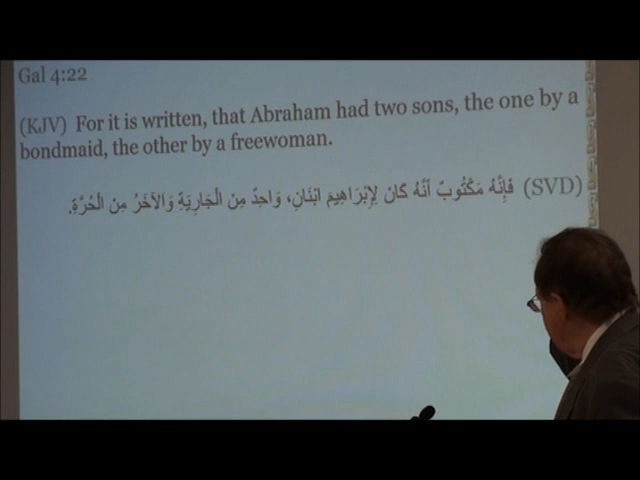 Gal 4:22
(KJV) For it is written, that Abraham had two sons, the one by a
bondmaid, the other by a freewoman.
(SVD) فَإِنَّهُ مَكْتُوبٌ أَنَّهُ كَانَ لِإِبْرَاهِيمَ ابْنَانِ، وَاحِدٌ مِنَ الْجَارِيَةِ وَالآخَرُ مِنَ الْحُرَّةِ.